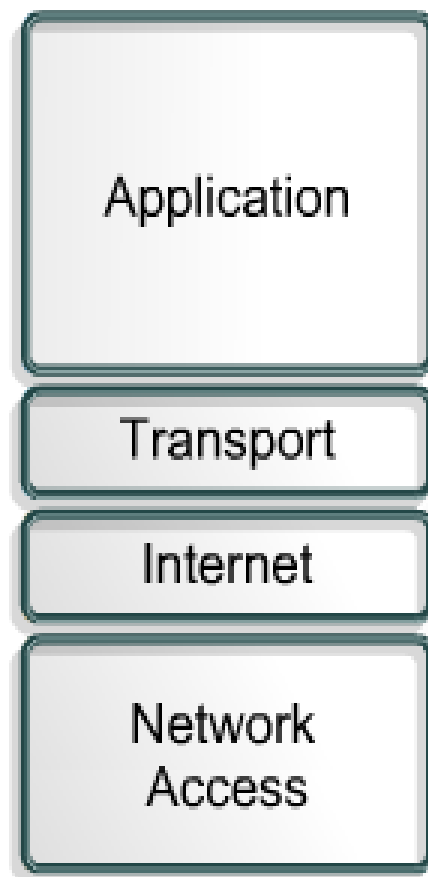 Application
Transport
Internet
Network
Access